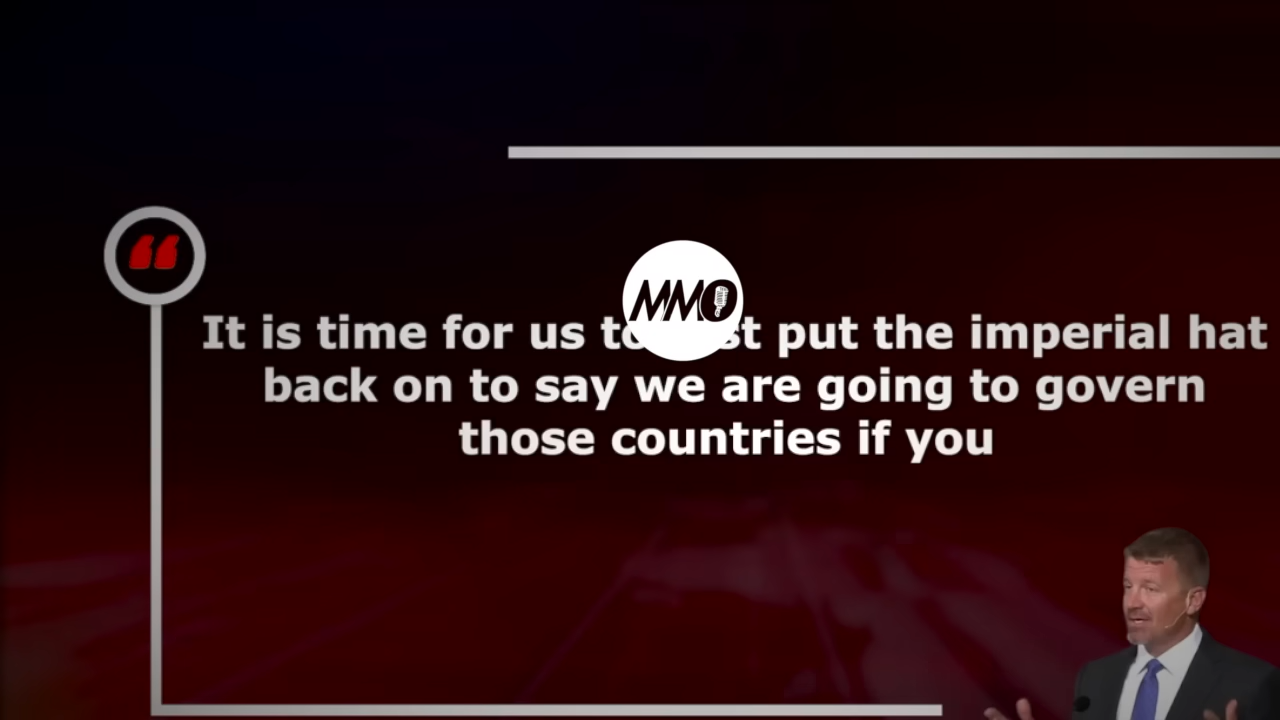 MMO
It is time for us to put the imperial hat
back on to say we are going to govern
those countries if you